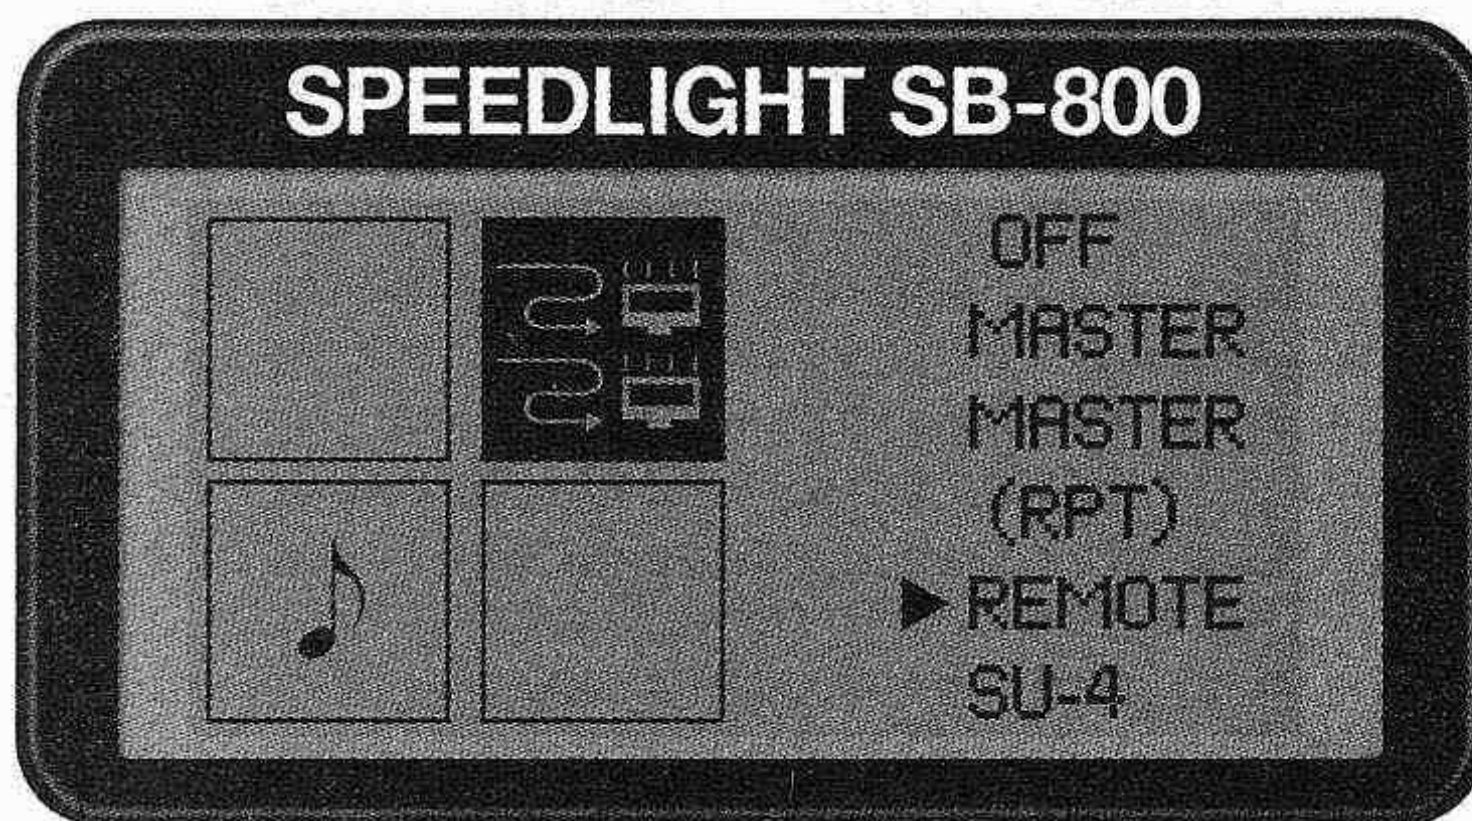 SPEEDLIGHT SB-800
OFF
MASTER
MASTER
(RPT)
REMOTE
SU-4